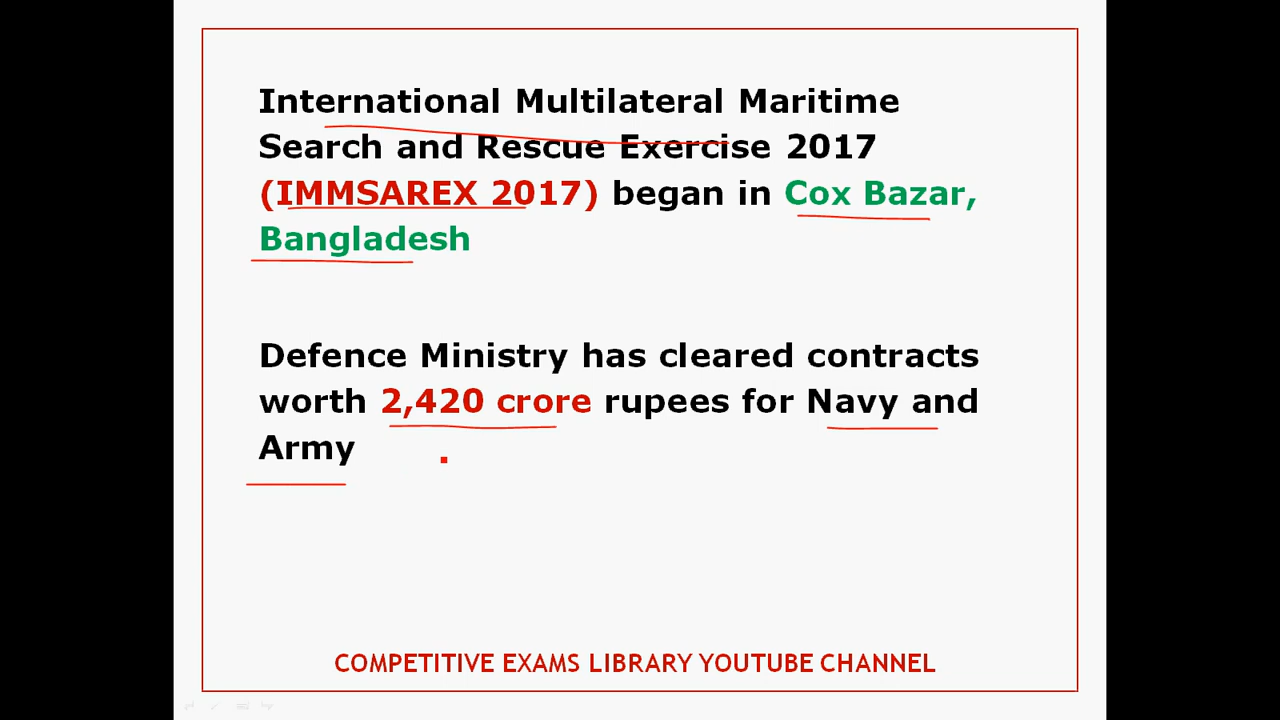 International Multilateral Maritime
Search and Rescue Exercise 2017
(IMMSAREX 2017) began in Cox Bazar,
Bangladesh
Defence Ministry has cleared contracts
worth 2,420 crore rupees for Navy and
Army
COMPETITIVE EXAMS LIBRARY YOUTUBE CHANNEL